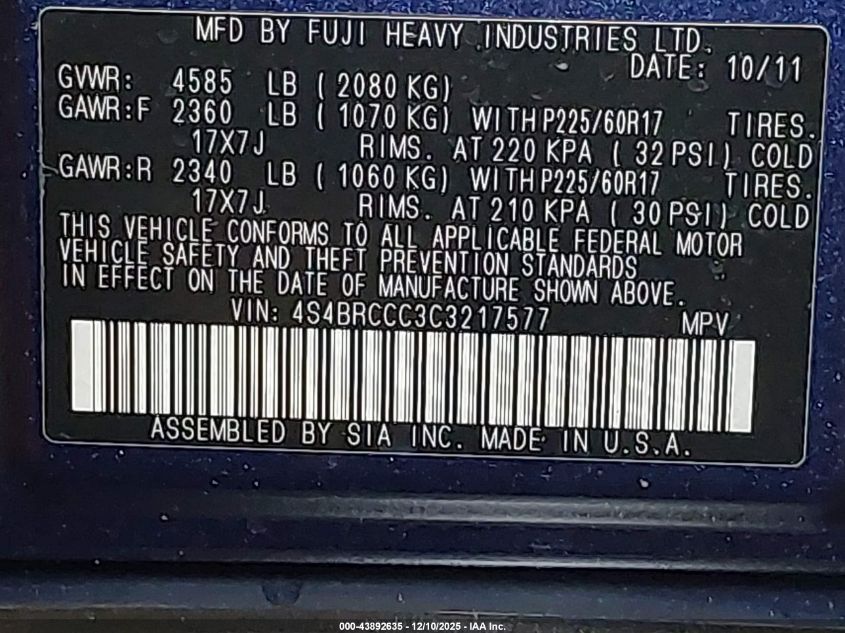 MFD BY FUJI HEAVY INDUSTRIES LTD.
DATE: 10/11
GVWR: 4585 LB ( 2080 KG)
GAWR:F 2360 LB ( 1070 KG) WITH P225/60R17 TIRES.
17X7J RIMS. AT 220 KPA ( 32 PSI) COLD
GAWR:R 2340 LB ( 1060 KG) WITH P225/60R17 TIRES.
17X7J RIMS. AT 210 KPA ( 30 PSI) COLD
THIS VEHICLE CONFORMS TO ALL APPLICABLE FEDERAL MOTOR
VEHICLE SAFETY AND THEFT PREVENTION STANDARDS
IN EFFECT ON THE DATE OF MANUFACTURE SHOWN ABOVE.
VIN: 4S4BRCCC3C3217577 MPV
ASSEMBLED BY SIA INC. MADE IN U.S.A.
000-43892635 - 12/10/2025 - IAA Inc.